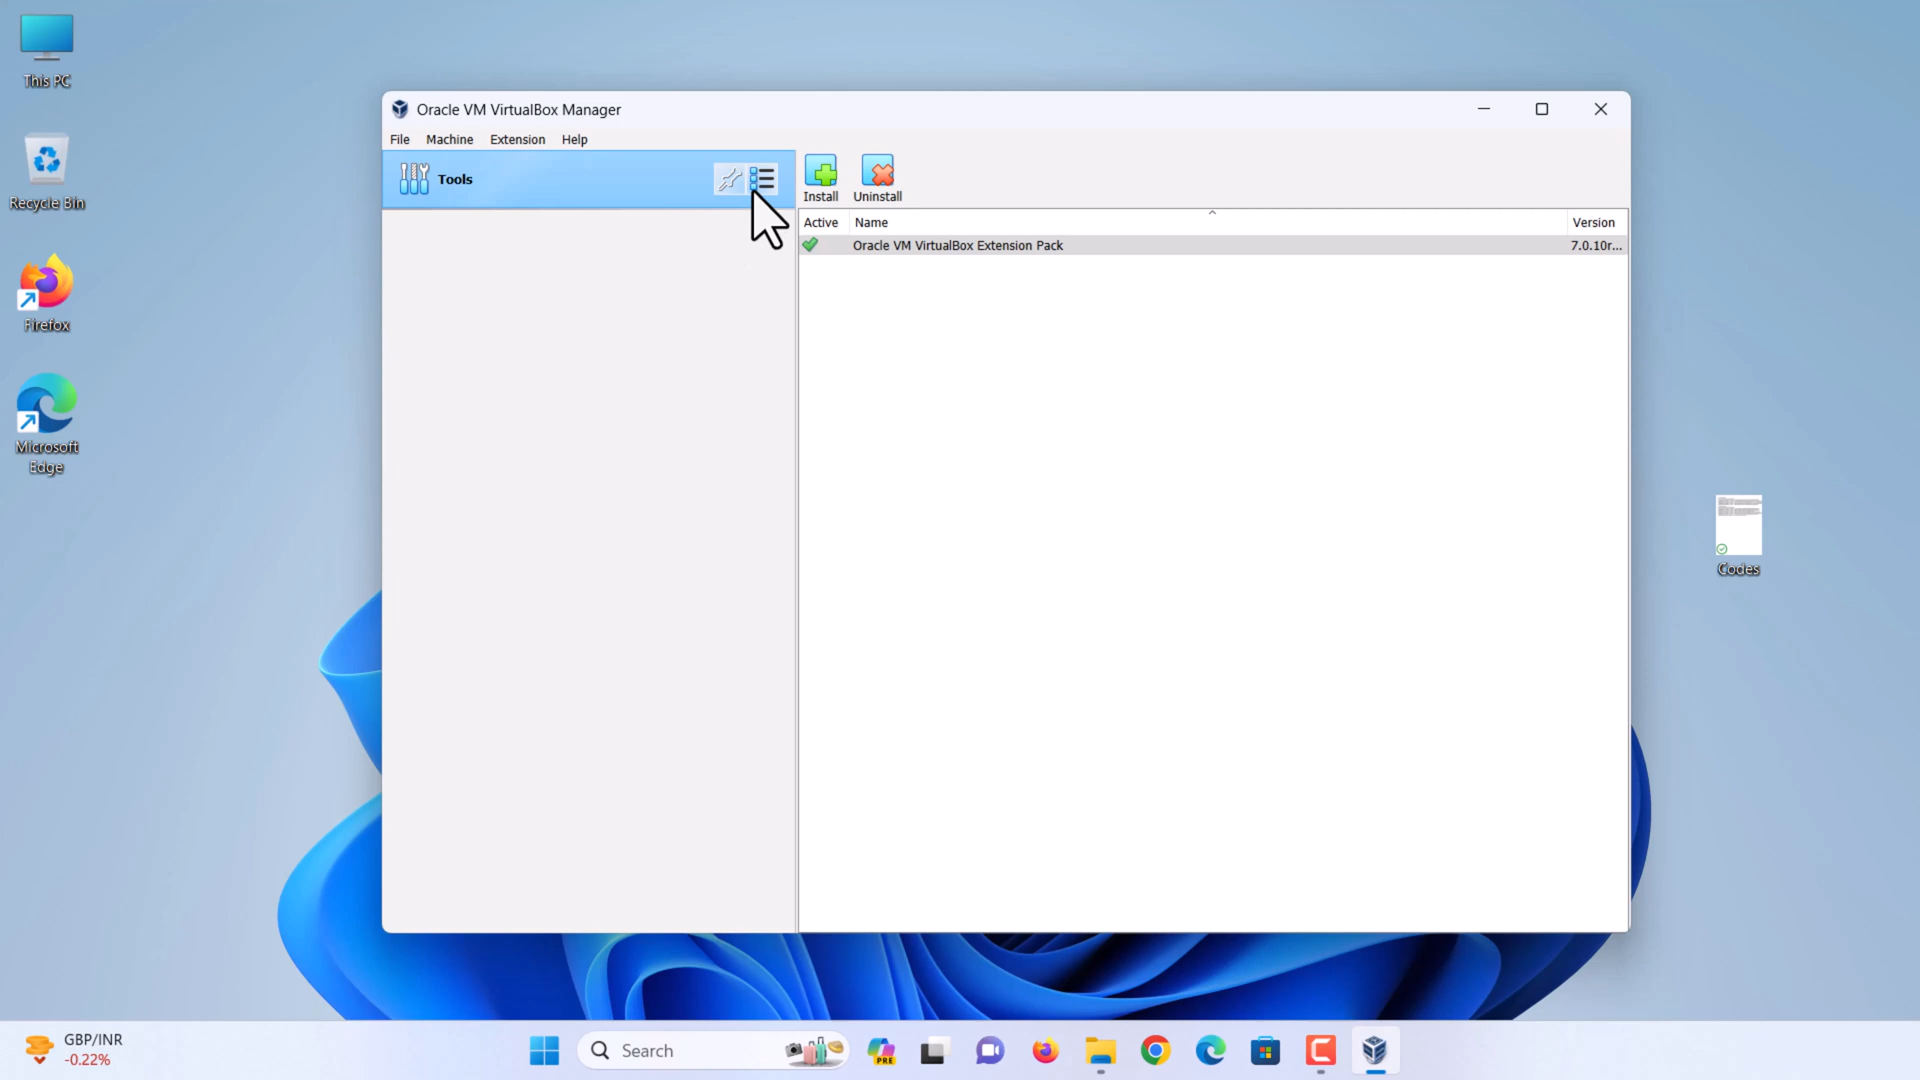 This PC
Recycle Bin
Firefox
Microsoft
Edge
Oracle VM VirtualBox Manager
File Machine Extension Help
Tools
Install Uninstall
Active Name Version
Oracle VM VirtualBox Extension Pack 7.0.10r...
Codes
GBP/INR
-0.22%
Search
PRE